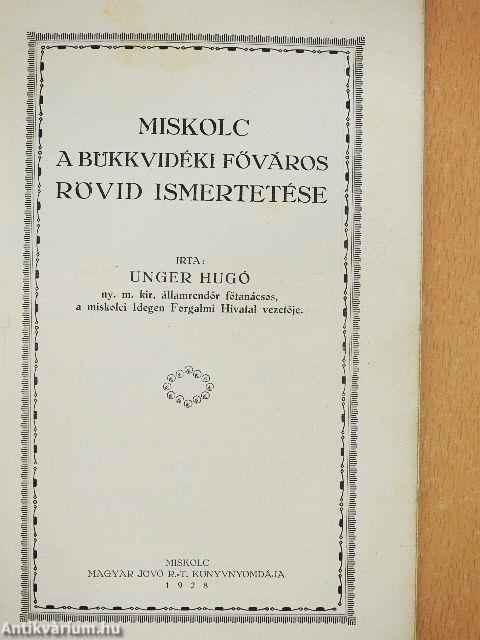 MISKOLC
A BÜKKVIDÉKI FŐVÁROS
RÖVID ISMERTETÉSE
IRTA:
UNGER HUGÓ
ny. m. kir. államrendőr főtanácsos,
a miskolci Idegen Forgalmi Hivatal vezetője.
MISKOLC
MAGYAR JÖVŐ R.-T. KÖNYVNYOMDÁJA
1928
Antikvarium.hu